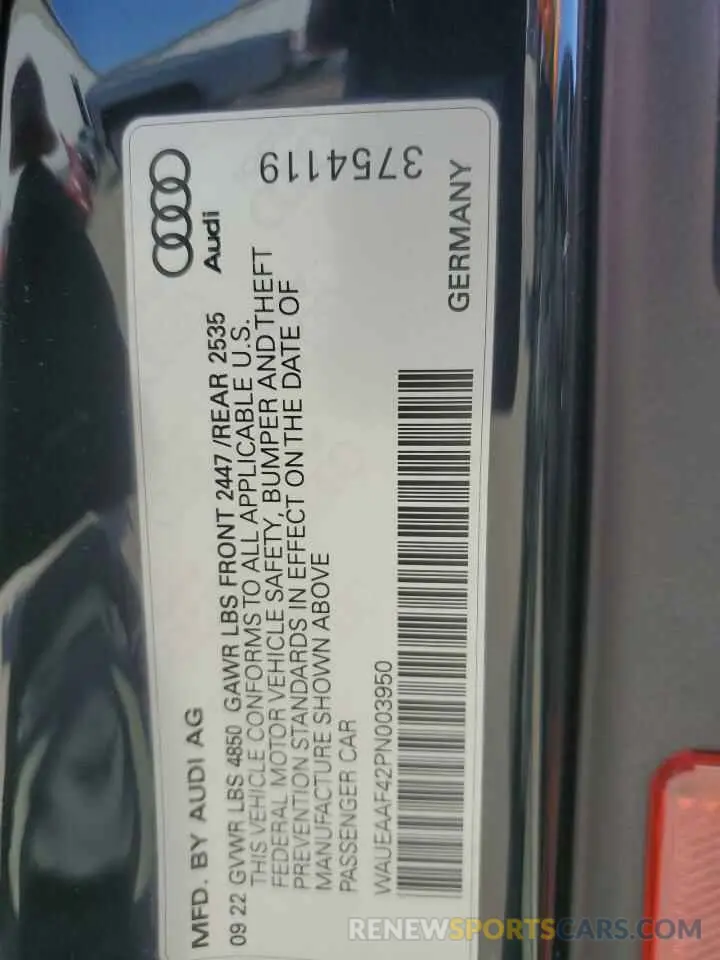 MFD. BY AUDI AG
Audi
09 22 GVWR LBS 4850 GAWR LBS FRONT 2447 /REAR 2535
THIS VEHICLE CONFORMS TO ALL APPLICABLE U.S.
FEDERAL MOTOR VEHICLE SAFETY, BUMPER AND THEFT
PREVENTION STANDARDS IN EFFECT ON THE DATE OF
MANUFACTURE SHOWN ABOVE
PASSENGER CAR
3754119
WAUEAAF42PN003950
GERMANY
RENEWSPORTSCARS.COM